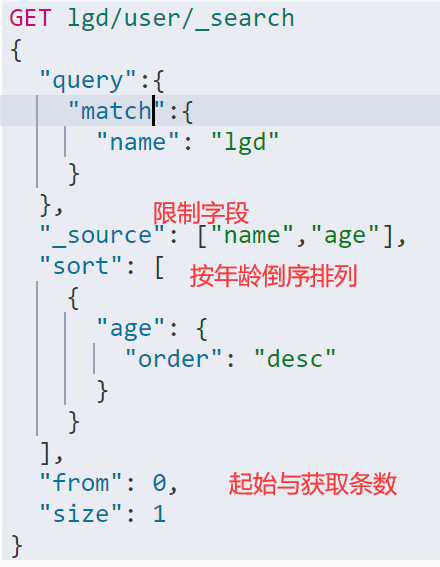 GET lgd/user/_search
{
"query":{
"match":{
"name": "lgd"
}
},
限制字段
"_source": ["name","age"],
"sort": [
按年龄倒序排列
{
"age": {
"order": "desc"
}
}
],
"from": 0,
起始与获取条数
"size": 1
}